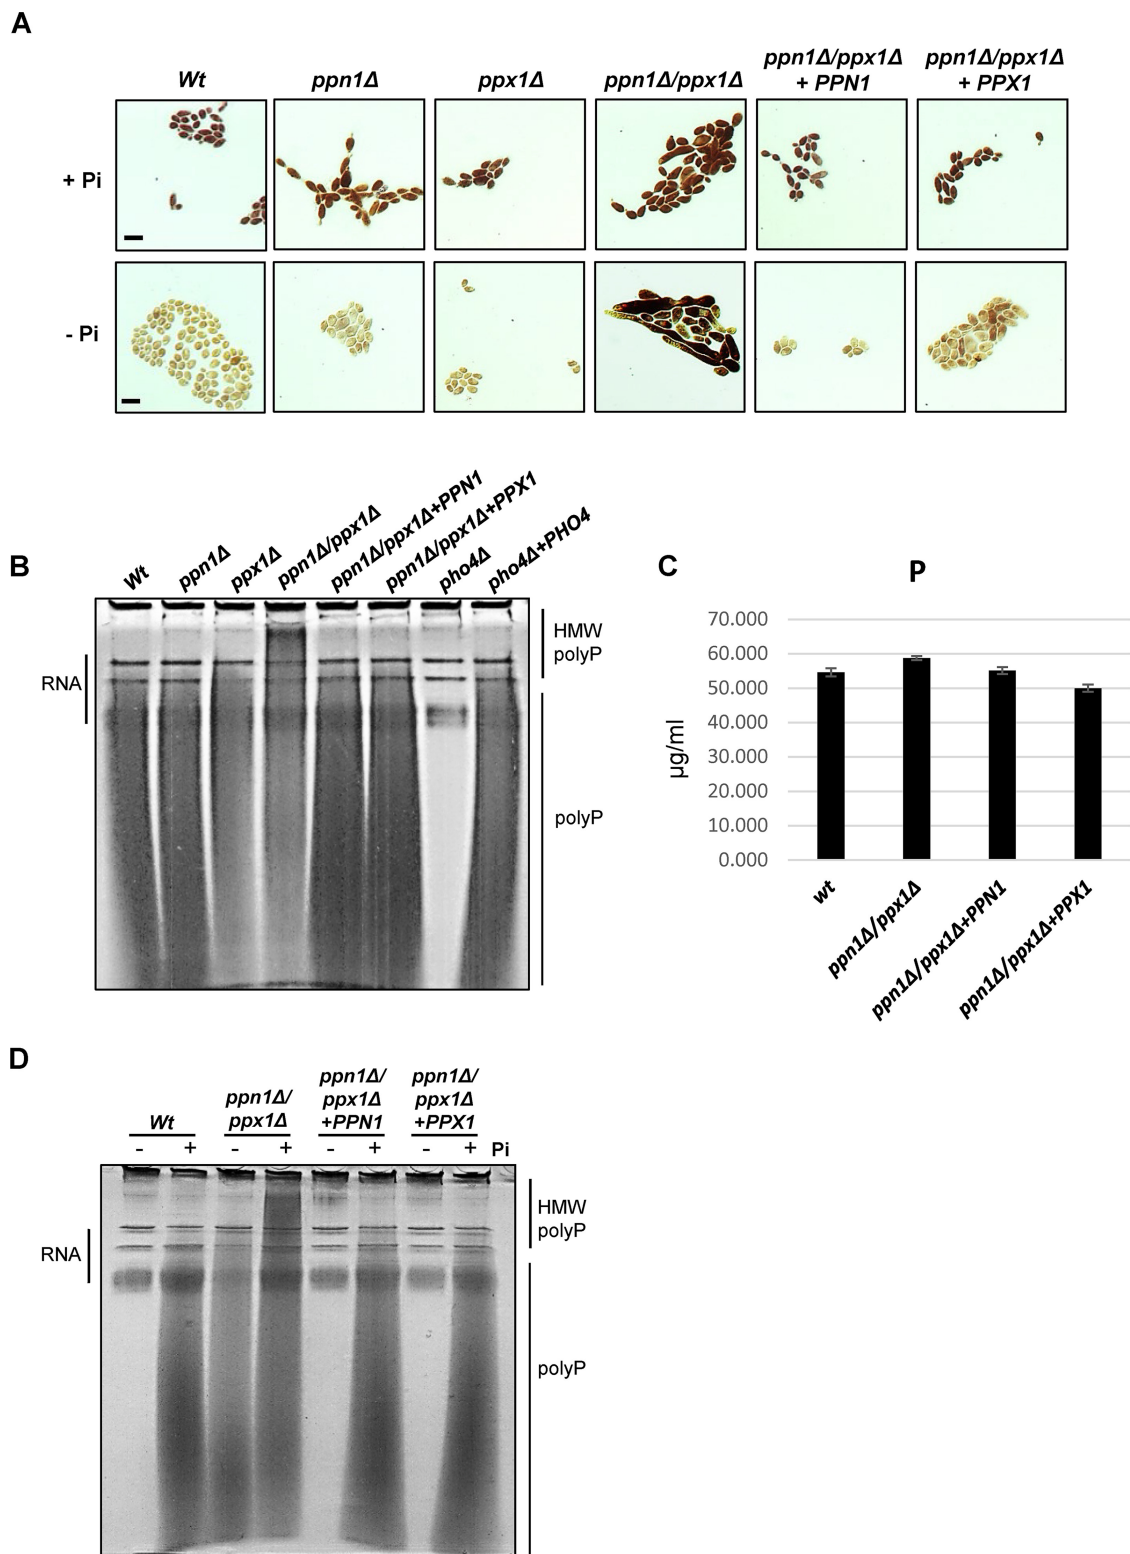 A
Wt
ppn1Δ
ppx1Δ
ppn1Δ/ppx1Δ
ppn1Δ/ppx1Δ
+ PPN1
ppn1Δ/ppx1Δ
+ PPX1
+ Pi
- Pi
B
Wt
ppn1Δ
ppx1Δ
ppn1Δ/ppx1Δ
ppn1Δ/ppx1Δ+PPN1
ppn1Δ/ppx1Δ+PPX1
pho4Δ
pho4Δ+PHO4
RNA
HMW
polyP
polyP
C
P
µg/ml
70.000
60.000
50.000
40.000
30.000
20.000
10.000
0.000
wt
ppn1Δ/ppx1Δ
ppn1Δ/ppx1Δ+PPN1
ppn1Δ/ppx1Δ+PPX1
D
Wt
ppn1Δ/
ppx1Δ
ppn1Δ/
ppx1Δ
+PPN1
ppn1Δ/
ppx1Δ
+PPX1
- + - + - + - + Pi
RNA
HMW
polyP
polyP